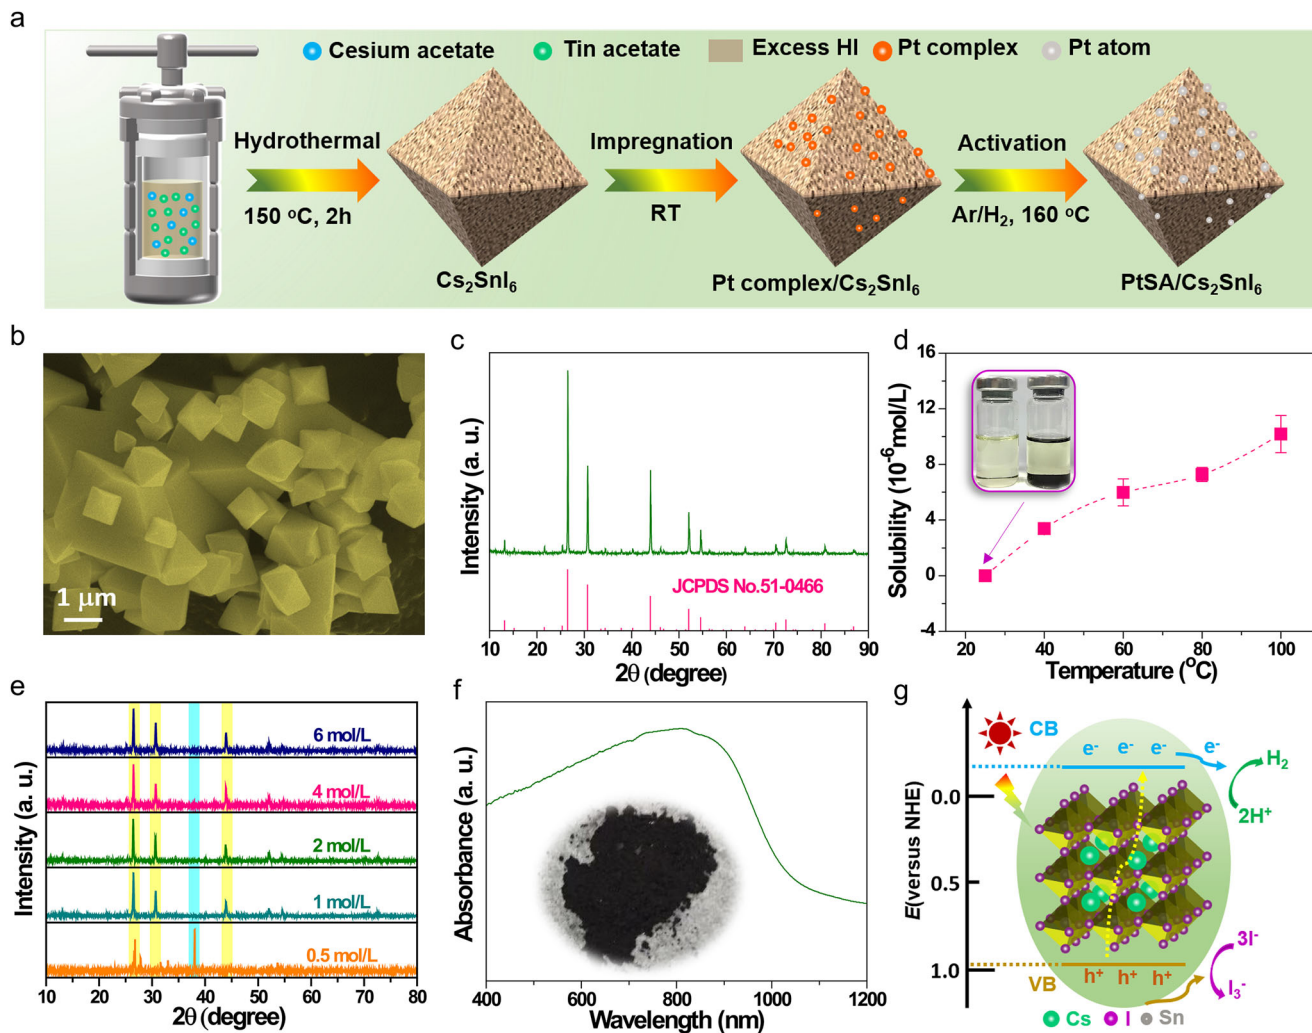 a
Cesium acetate Tin acetate Excess HI Pt complex Pt atom
Hydrothermal
150 °C, 2h
Impregnation
RT
Activation
Ar/H₂, 160 °C
Cs₂SnI₆
Pt complex/Cs₂SnI₆
PtSA/Cs₂SnI₆
b
1 μm
c
Intensity (a. u.)
JCPDS No.51-0466
10 20 30 40 50 60 70 80 90
2θ (degree)
d
Solubility (10⁻⁶mol/L)
16
12
8
4
0
-4
20 40 60 80 100
Temperature (°C)
e
Intensity (a. u.)
6 mol/L
4 mol/L
2 mol/L
1 mol/L
0.5 mol/L
10 20 30 40 50 60 70 80
2θ (degree)
f
Absorbance (a. u.)
400 600 800 1000 1200
Wavelength (nm)
g
E(versus NHE)
0.0
0.5
1.0
CB
e⁻ e⁻ e⁻ e⁻
H₂
2H⁺
3I⁻
I₃⁻
VB
h⁺ h⁺ h⁺
Cs I Sn